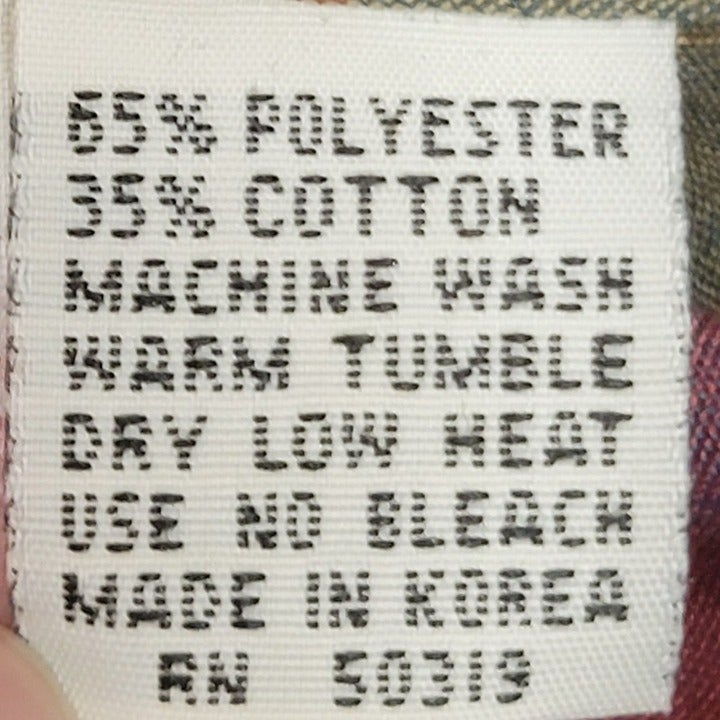 65% POLYESTER
35% COTTON
MACHINE WASH
WARM TUMBLE
DRY LOW HEAT
USE NO BLEACH
MADE IN KOREA
RN 50319